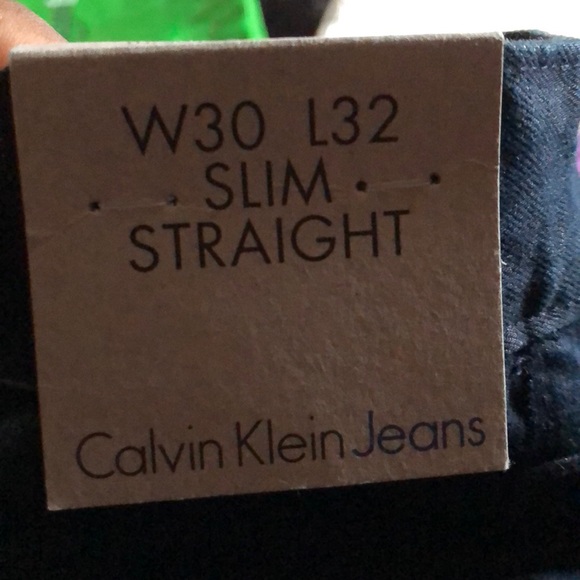 W30 L32
SLIM
STRAIGHT
Calvin Klein Jeans